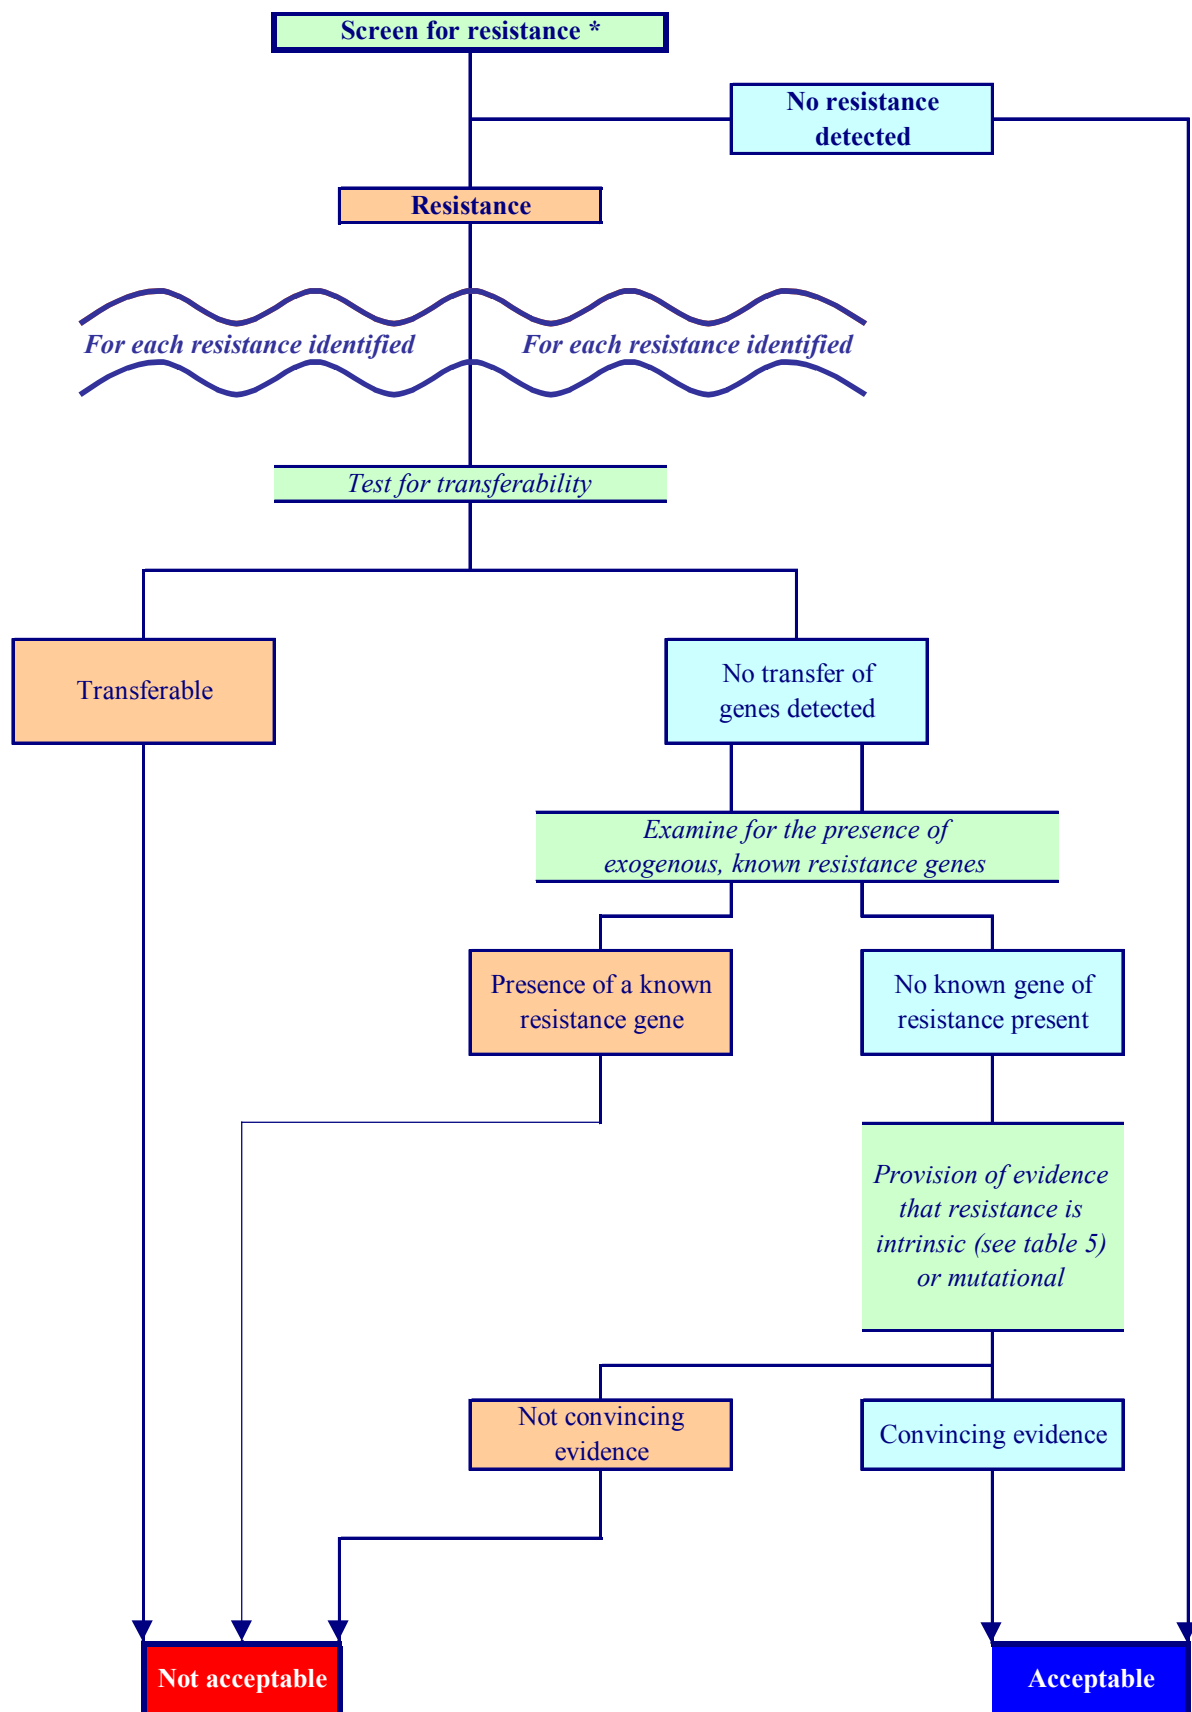 Screen for resistance *
No resistance
detected
Resistance
For each resistance identified
For each resistance identified
Test for transferability
Transferable
No transfer of
genes detected
Examine for the presence of
exogenous, known resistance genes
Presence of a known
resistance gene
No known gene of
resistance present
Provision of evidence
that resistance is
intrinsic (see table 5)
or mutational
Not convincing
evidence
Convincing evidence
Not acceptable
Acceptable